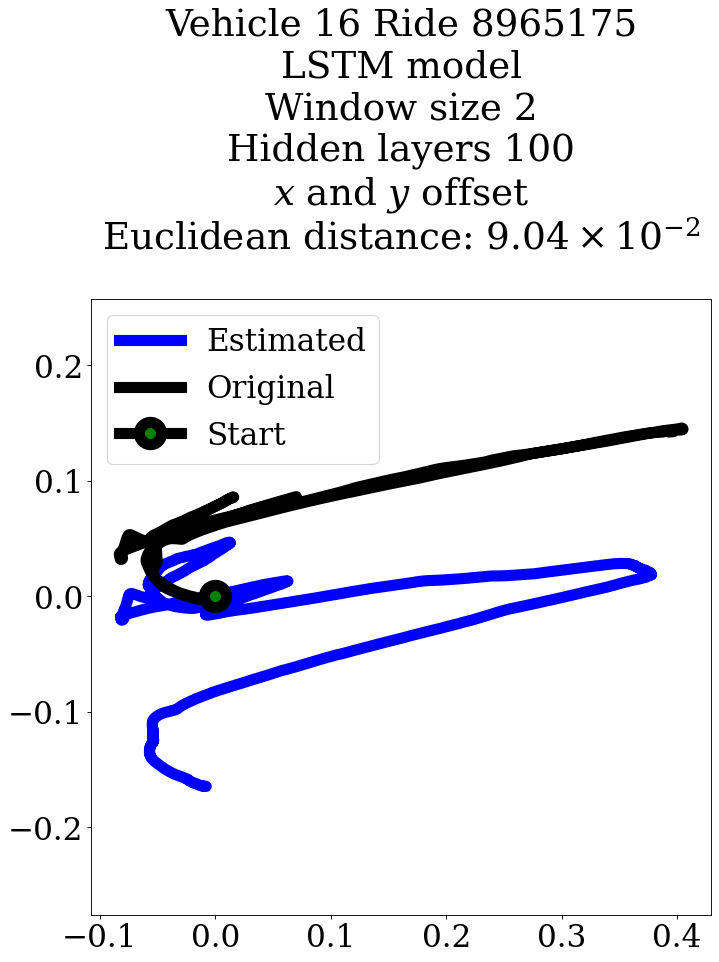 Vehicle 16 Ride 8965175
LSTM model
Window size 2
Hidden layers 100
x and y offset
Euclidean distance: 9.04 × 10⁻²
Estimated
Original
Start
0.2
0.1
0.0
−0.1
−0.2
−0.1 0.0 0.1 0.2 0.3 0.4